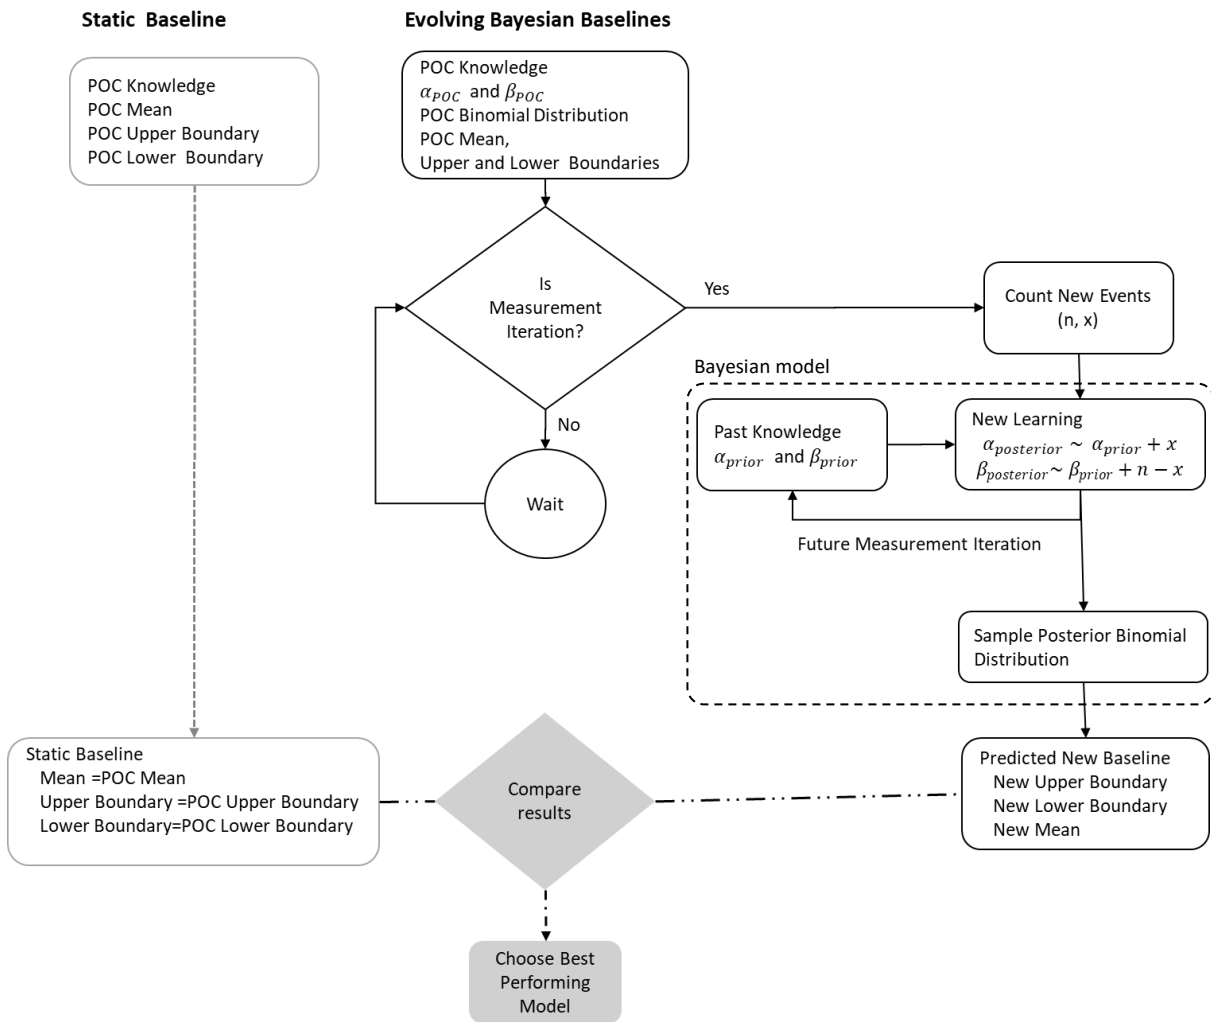 Static Baseline
Evolving Bayesian Baselines
POC Knowledge
POC Mean
POC Upper Boundary
POC Lower Boundary
POC Knowledge
α_POC and β_POC
POC Binomial Distribution
POC Mean,
Upper and Lower Boundaries
Is
Measurement
Iteration?
Yes
No
Wait
Count New Events
(n, x)
Bayesian model
Past Knowledge
α_prior and β_prior
New Learning
α_posterior ~ α_prior + x
β_posterior ~ β_prior + n − x
Future Measurement Iteration
Sample Posterior Binomial
Distribution
Static Baseline
Mean =POC Mean
Upper Boundary =POC Upper Boundary
Lower Boundary=POC Lower Boundary
Compare
results
Predicted New Baseline
New Upper Boundary
New Lower Boundary
New Mean
Choose Best
Performing
Model